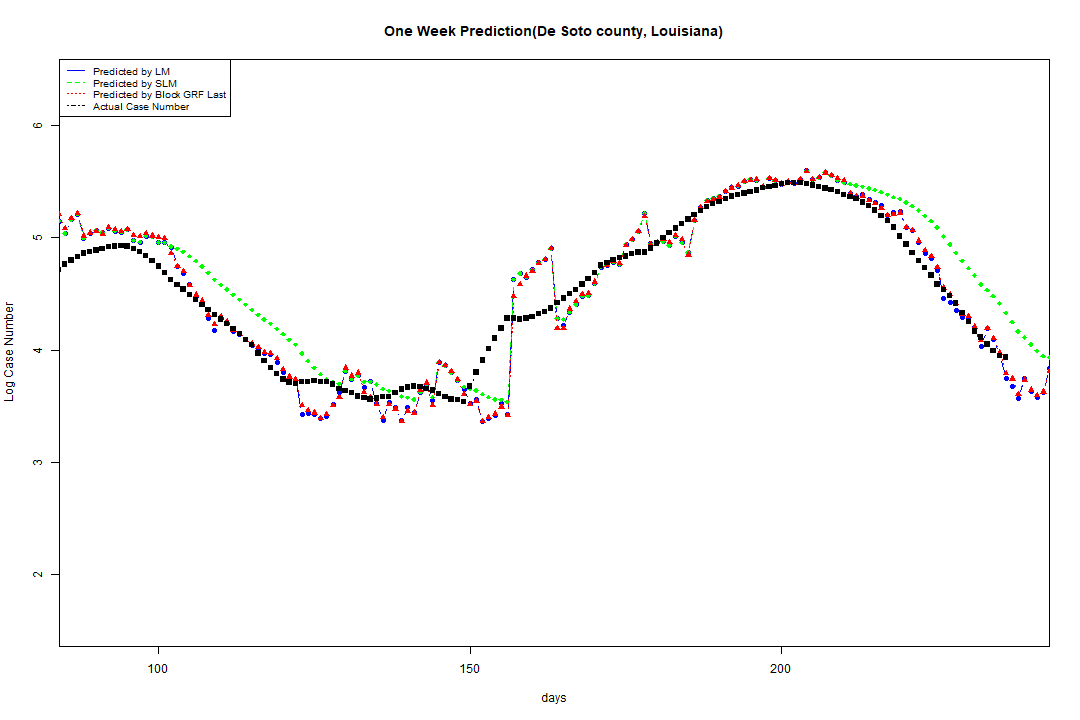 One Week Prediction(De Soto county, Louisiana)
Predicted by LM
Predicted by SLM
Predicted by Block GRF Last
Actual Case Number
6
5
4
3
2
Log Case Number
100 150 200
days